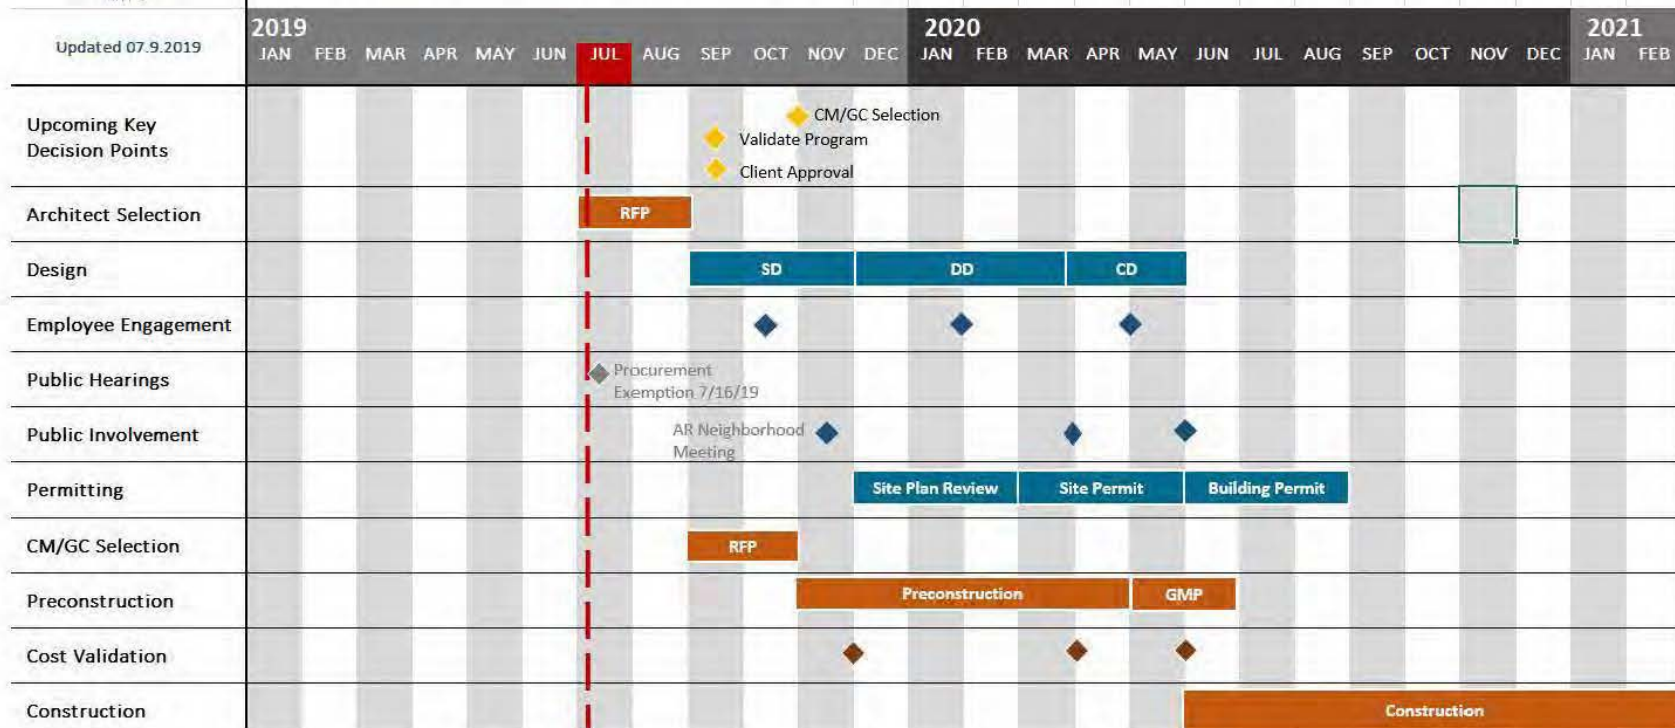 2019 2020 2021
Updated 07.9.2019
JAN FEB MAR APR MAY JUN JUL AUG SEP OCT NOV DEC JAN FEB MAR APR MAY JUN JUL AUG SEP OCT NOV DEC JAN FEB
Upcoming Key
Decision Points
CM/GC Selection
Validate Program
Client Approval
Architect Selection
RFP
Design
SD DD CD
Employee Engagement
Public Hearings
Procurement
Exemption 7/16/19
Public Involvement
AR Neighborhood
Meeting
Permitting
Site Plan Review Site Permit Building Permit
CM/GC Selection
RFP
Preconstruction
Preconstruction GMP
Cost Validation
Construction
Construction